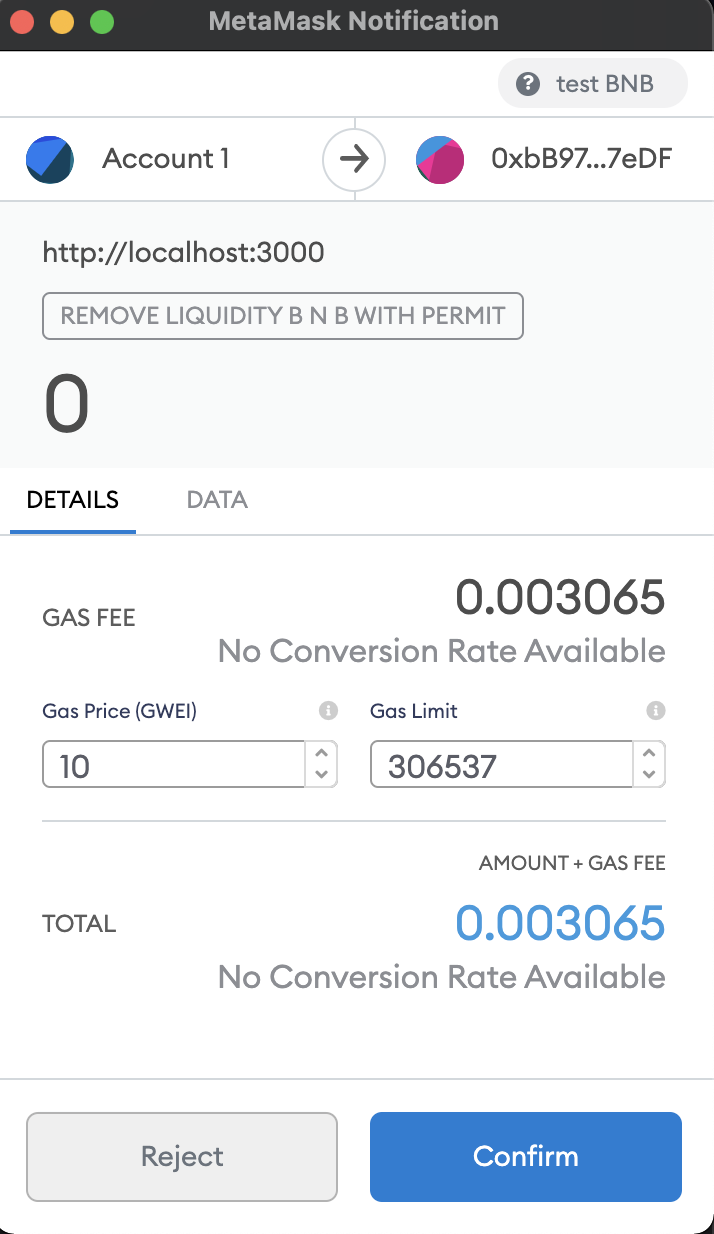 MetaMask Notification
? test BNB
Account 1
0xbB97...7eDF
http://localhost:3000
REMOVE LIQUIDITY B N B WITH PERMIT
0
DETAILS
DATA
GAS FEE
0.003065
No Conversion Rate Available
Gas Price (GWEI)
Gas Limit
10
306537
AMOUNT + GAS FEE
TOTAL
0.003065
No Conversion Rate Available
Reject
Confirm